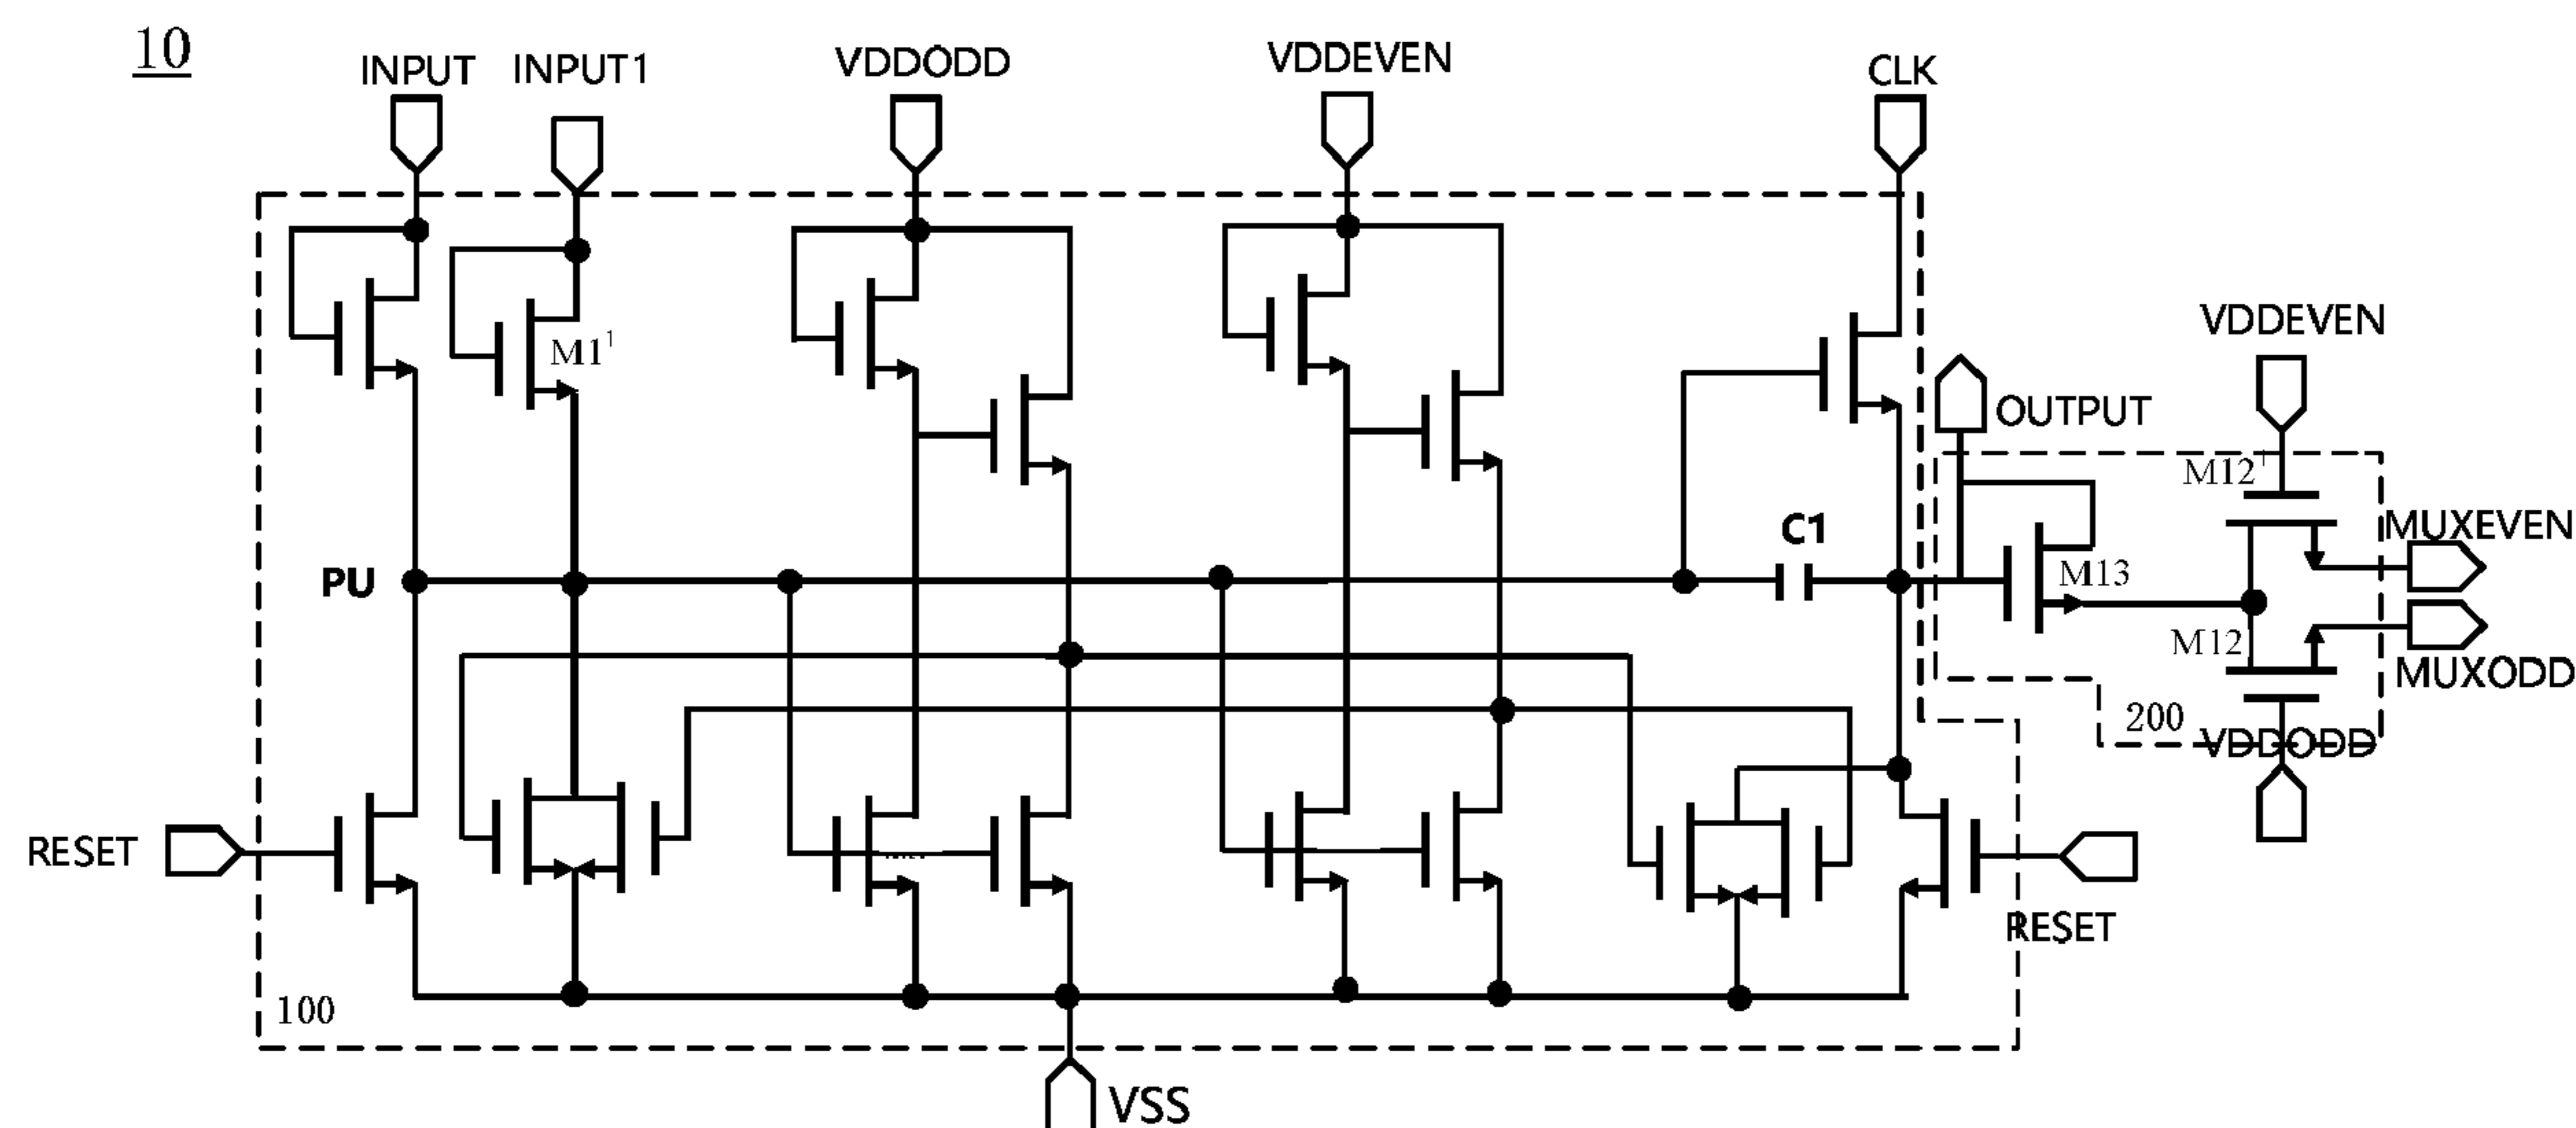 10
INPUT
INPUT1
VDDODD
VDDEVEN
CLK
M1¹
VDDEVEN
OUTPUT
M12¹
MUXEVEN
C1
PU
M13
M12
MUXODD
200
VDDODD
RESET
RESET
100
VSS